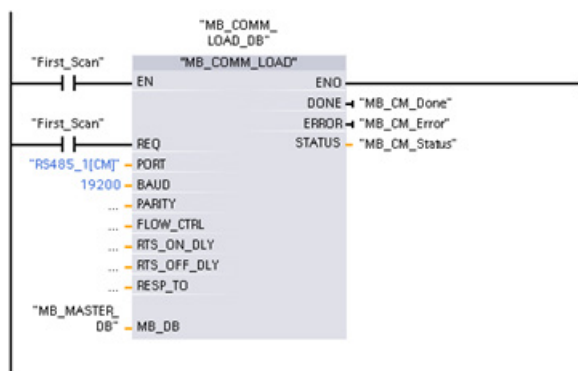 "MB_COMM_
LOAD_DB"
"First_Scan"
"MB_COMM_LOAD"
EN
ENO
DONE
"MB_CM_Done"
"First_Scan"
ERROR
"MB_CM_Error"
REQ
STATUS
"MB_CM_Status"
"RS485_1[CM]"
PORT
19200
BAUD
...
PARITY
...
FLOW_CTRL
...
RTS_ON_DLY
...
RTS_OFF_DLY
...
RESP_TO
"MB_MASTER_
DB"
MB_DB